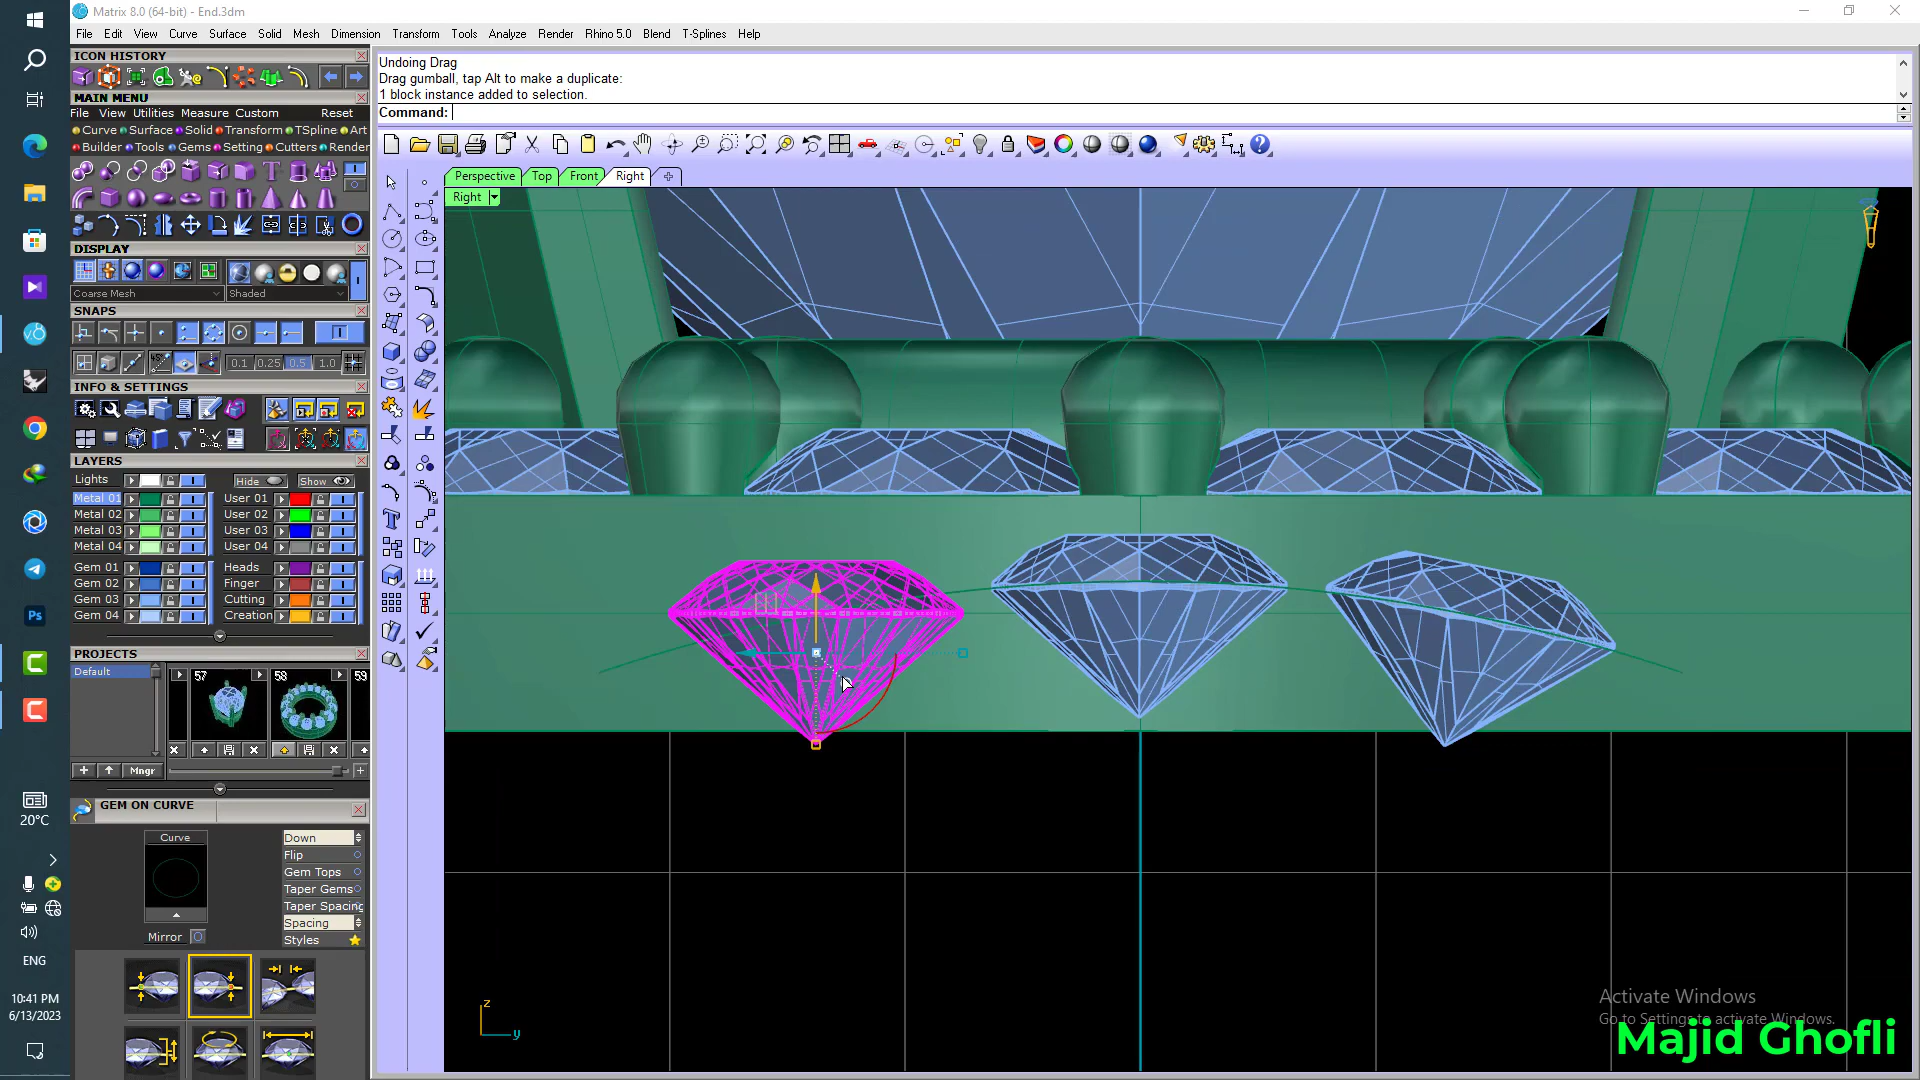 Matrix 8.0 (64-bit) - End.3dm
File Edit View Curve Surface Solid Mesh Dimension Transform Tools Analyze Render Rhino 5.0 Blend T-Splines Help
ICON HISTORY
Undoing Drag
Drag gumball, tap Alt to make a duplicate:
1 block instance added to selection.
Command:
MAIN MENU
File View Utilities Measure Custom Reset
Curve Surface Solid Transform TSpline Art
Builder Tools Gems Setting Cutters Render
Perspective Top Front Right
Right
DISPLAY
Coarse Mesh Shaded
SNAPS
0.1 0.25 0.5 1.0
INFO & SETTINGS
LAYERS
Lights Hide Show
Metal 01 User 01
Metal 02 User 02
Metal 03 User 03
Metal 04 User 04
Gem 01 Heads
Gem 02 Finger
Gem 03 Cutting
Gem 04 Creation
PROJECTS
Default
57 58 59
Mngr
GEM ON CURVE
Curve
Down
Flip
Gem Tops
Taper Gems
Taper Spacing
Spacing
Styles
Mirror
20°C
ENG
10:41 PM
6/13/2023
z
y
Activate Windows
Go to Settings to activate Windows.
Majid Ghofli